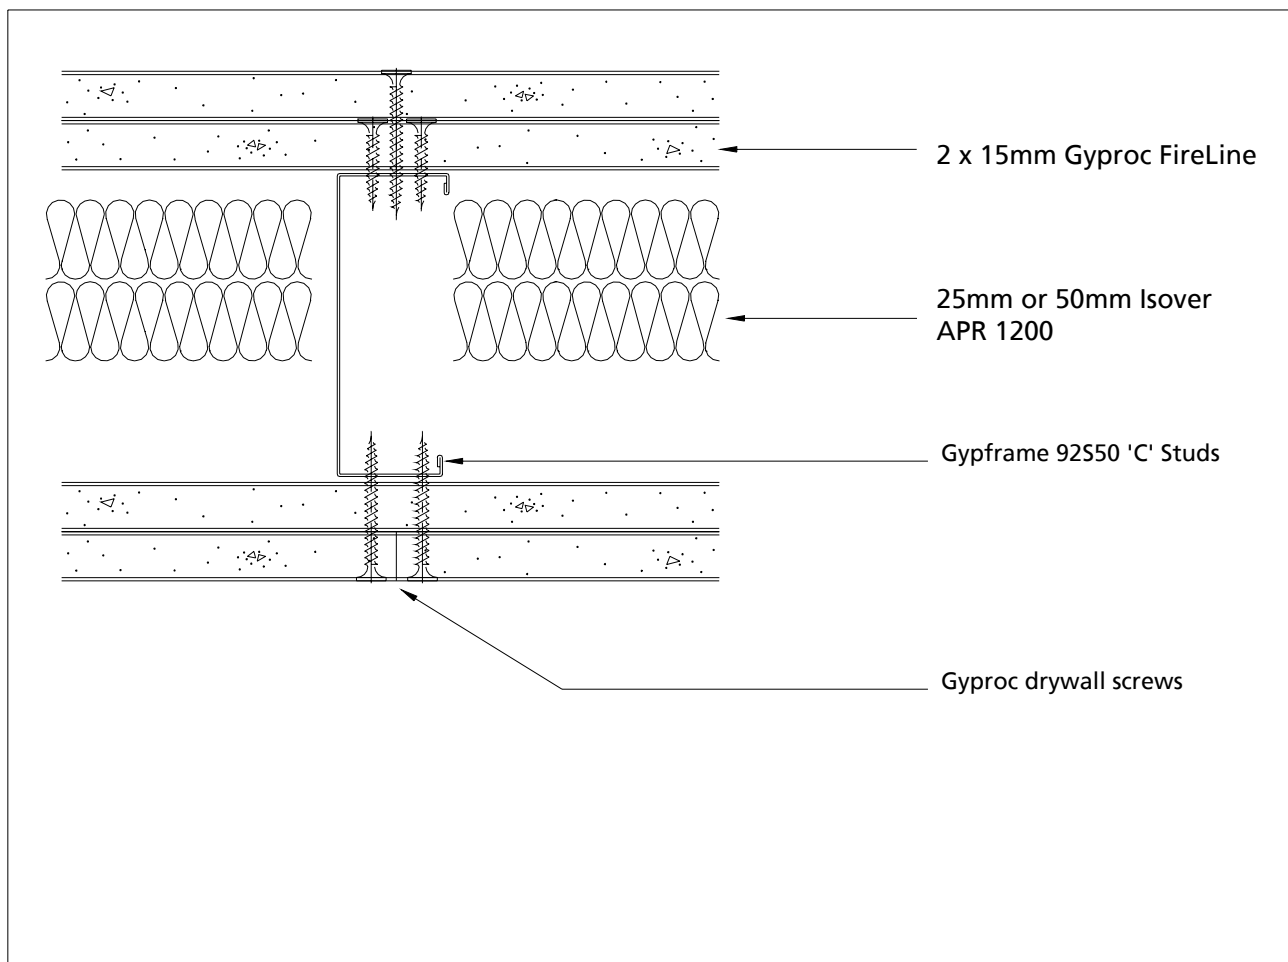 2 x 15mm Gyproc FireLine
25mm or 50mm Isover
APR 1200
Gypframe 92S50 'C' Studs
Gyproc drywall screws